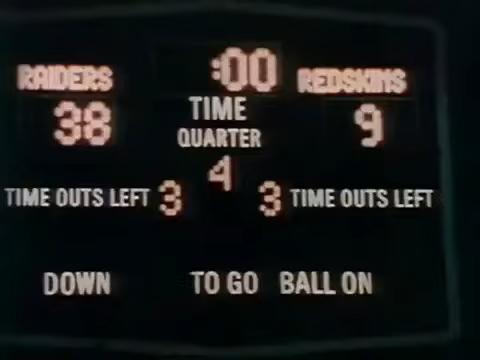 :00
RAIDERS REDSKINS
38 TIME 9
QUARTER
4
TIME OUTS LEFT 3 3 TIME OUTS LEFT
DOWN TO GO BALL ON